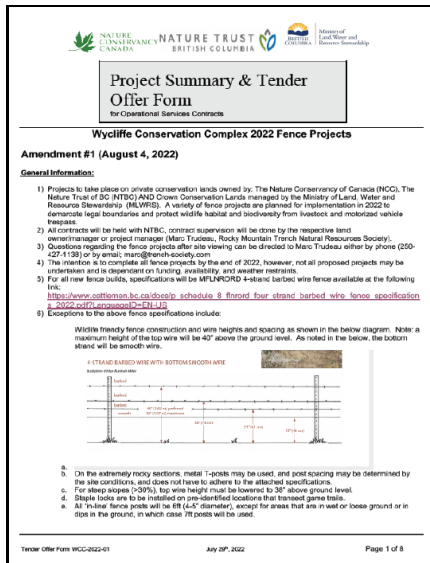 NATURE CONSERVANCY CANADA
NATURE TRUST
BRITISH COLUMBIA
BRITISH COLUMBIA
Ministry of
Land, Water and
Resource Stewardship
Project Summary & Tender
Offer Form
for Operational Services Contracts
Wycliffe Conservation Complex 2022 Fence Projects
Amendment #1 (August 4, 2022)
General Information:
1) Projects to take place on private conservation lands owned by: The Nature Conservancy of Canada (NCC), The
Nature Trust of BC (NTBC) AND Crown Conservation Lands managed by the Ministry of Land, Water and
Resource Stewardship (MLWRS). A variety of fence projects are planned for implementation in 2022 to
demarcate legal boundaries and protect wildlife habitat and biodiversity from livestock and motorized vehicle
trespass.
2) All contracts will be held with NTBC, contract supervision will be done by the respective land
owner/manager or project manager (Marc Trudeau, Rocky Mountain Trench Natural Resources Society).
3) Questions regarding the fence projects after site viewing can be directed to Marc Trudeau either by phone (250-
427-1138) or by email; marc@trench-society.com
4) The intention is to complete all fence projects by the end of 2022, however, not all proposed projects may be
undertaken and is dependant on funding, availability, and weather restraints.
5) For all new fence builds, specifications will be MFLNRORD 4-strand barbed wire fence available at the following
link:
https://www.cattlemen.bc.ca/docs/p_schedule_8_flnrord_four_strand_barbed_wire_fence_specification
s_2022.pdf?LanguageID=EN-US
6) Exceptions to the above fence specifications include:
Wildlife friendly fence construction and wire heights and spacing as shown in the below diagram. Note: a
maximum height of the top wire will be 40" above the ground level. As noted in the below, the bottom
strand will be smooth wire.
4-STRAND BARBED WIRE WITH BOTTOM SMOOTH WIRE
barbed
barbed
barbed
smooth
a.
b. On the extremely rocky sections, metal T-posts may be used, and post spacing may be determined by
the site conditions, and does not have to adhere to the attached specifications.
c. For steep slopes (>30%), top wire height must be lowered to 38" above ground level.
d. Staple locks are to be installed on pre-identified locations that transect game trails.
e. All 'in-line' fence posts will be 6ft (4-5" diameter), except for areas that are in wet or loose ground or in
dips in the ground, in which case 7ft posts will be used.
Tender Offer Form WCC-2022-01
July 29th, 2022
Page 1 of 8